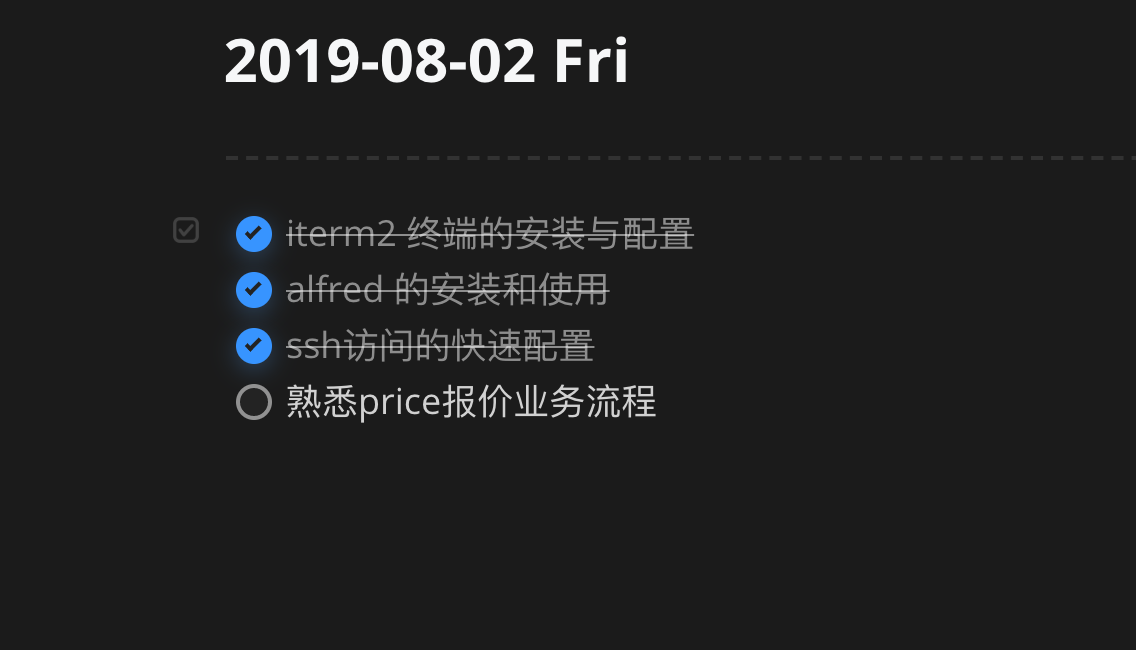 2019-08-02 Fri
iterm2 终端的安装与配置
alfred 的安装和使用
ssh访问的快速配置
熟悉price报价业务流程